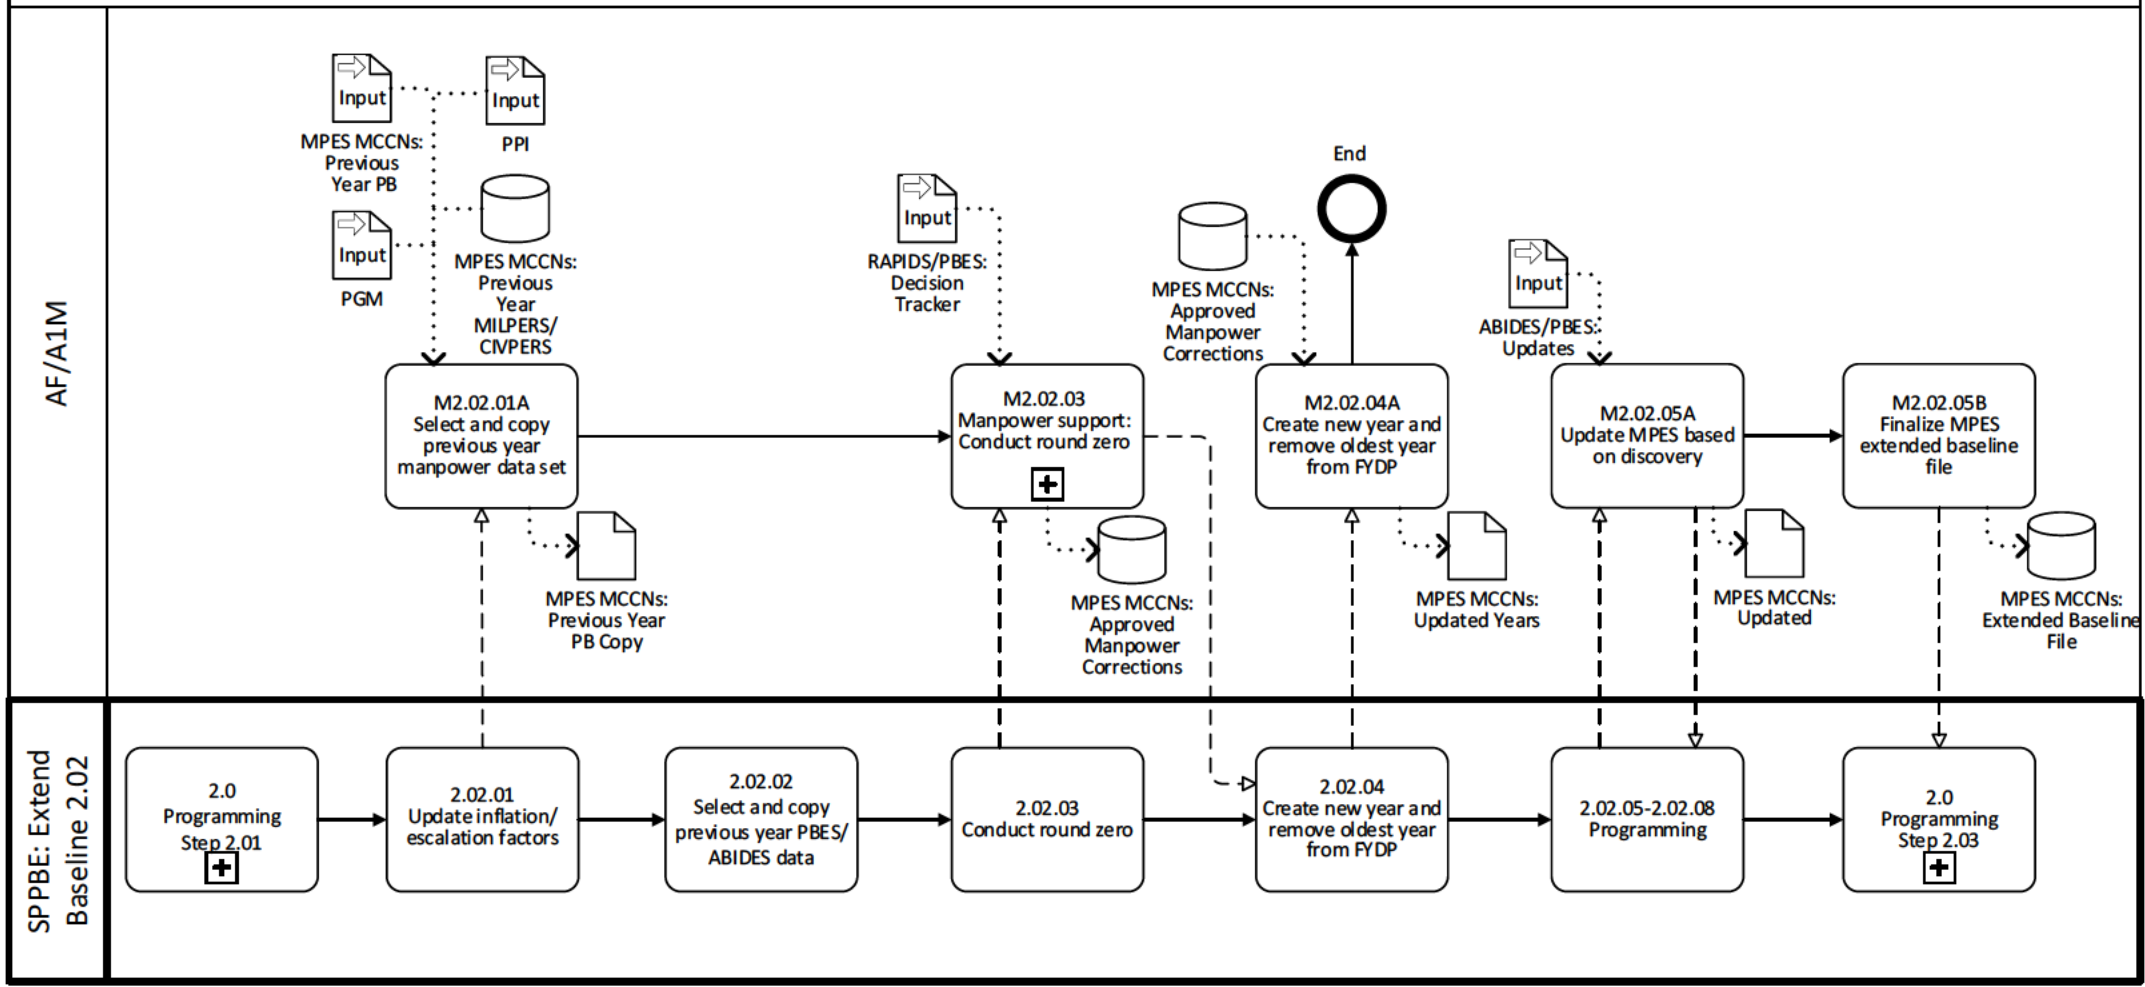 AF/A1M
Input
MPES MCCNs:
Previous
Year PB
Input
PPI
Input
PGM
MPES MCCNs:
Previous
Year
MILPERS/
CIVPERS
Input
RAPIDS/PBES:
Decision
Tracker
MPES MCCNs:
Approved
Manpower
Corrections
End
Input
ABIDES/PBES:
Updates
M2.02.01A
Select and copy
previous year
manpower data set
M2.02.03
Manpower support:
Conduct round zero
M2.02.04A
Create new year and
remove oldest year
from FYDP
M2.02.05A
Update MPES based
on discovery
M2.02.05B
Finalize MPES
extended baseline
file
MPES MCCNs:
Previous Year
PB Copy
MPES MCCNs:
Approved
Manpower
Corrections
MPES MCCNs:
Updated Years
MPES MCCNs:
Updated
MPES MCCNs:
Extended Baseline
File
SPPBE: Extend
Baseline 2.02
2.0
Programming
Step 2.01
2.02.01
Update inflation/
escalation factors
2.02.02
Select and copy
previous year PBES/
ABIDES data
2.02.03
Conduct round zero
2.02.04
Create new year and
remove oldest year
from FYDP
2.02.05-2.02.08
Programming
2.0
Programming
Step 2.03